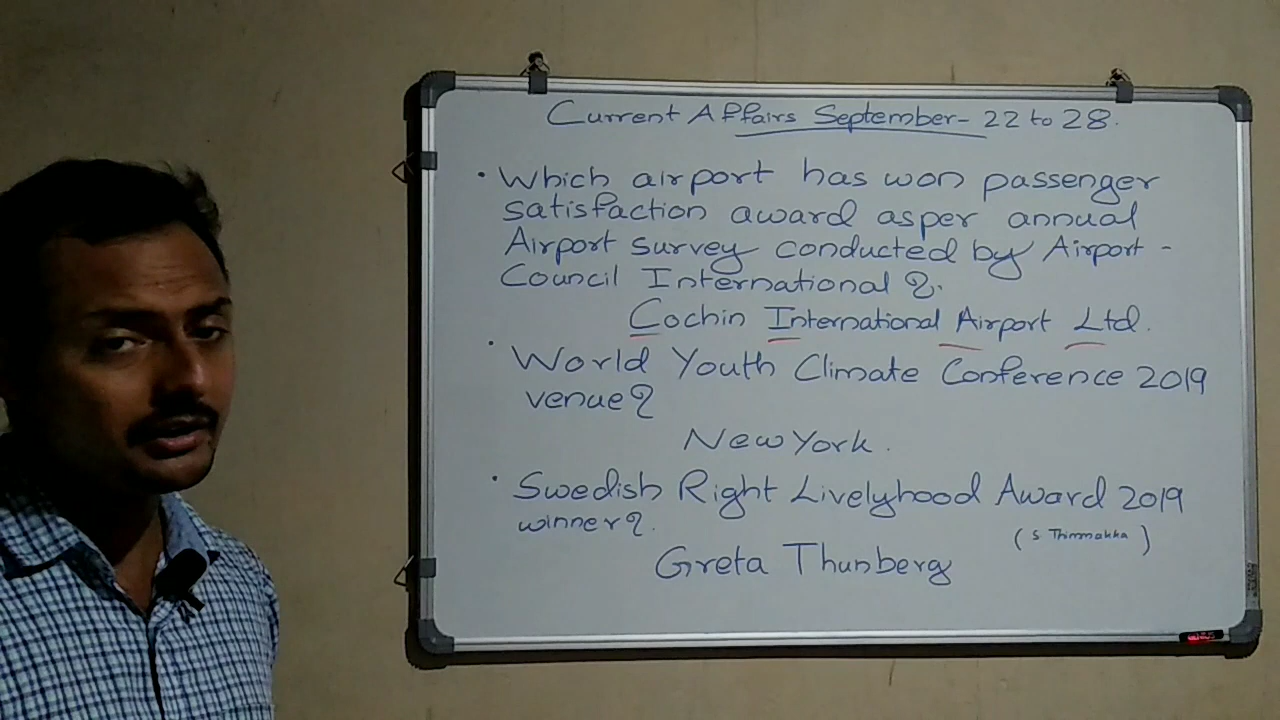 Current Affairs September- 22 to 28.
• Which airport has won passenger
satisfaction award asper annual
Airport survey conducted by Airport -
Council International ?.
Cochin International Airport Ltd.
• World Youth Climate Conference 2019
venue?
New York.
• Swedish Right Livelyhood Award 2019
winner?.
(S Thimmakka)
Greta Thunberg